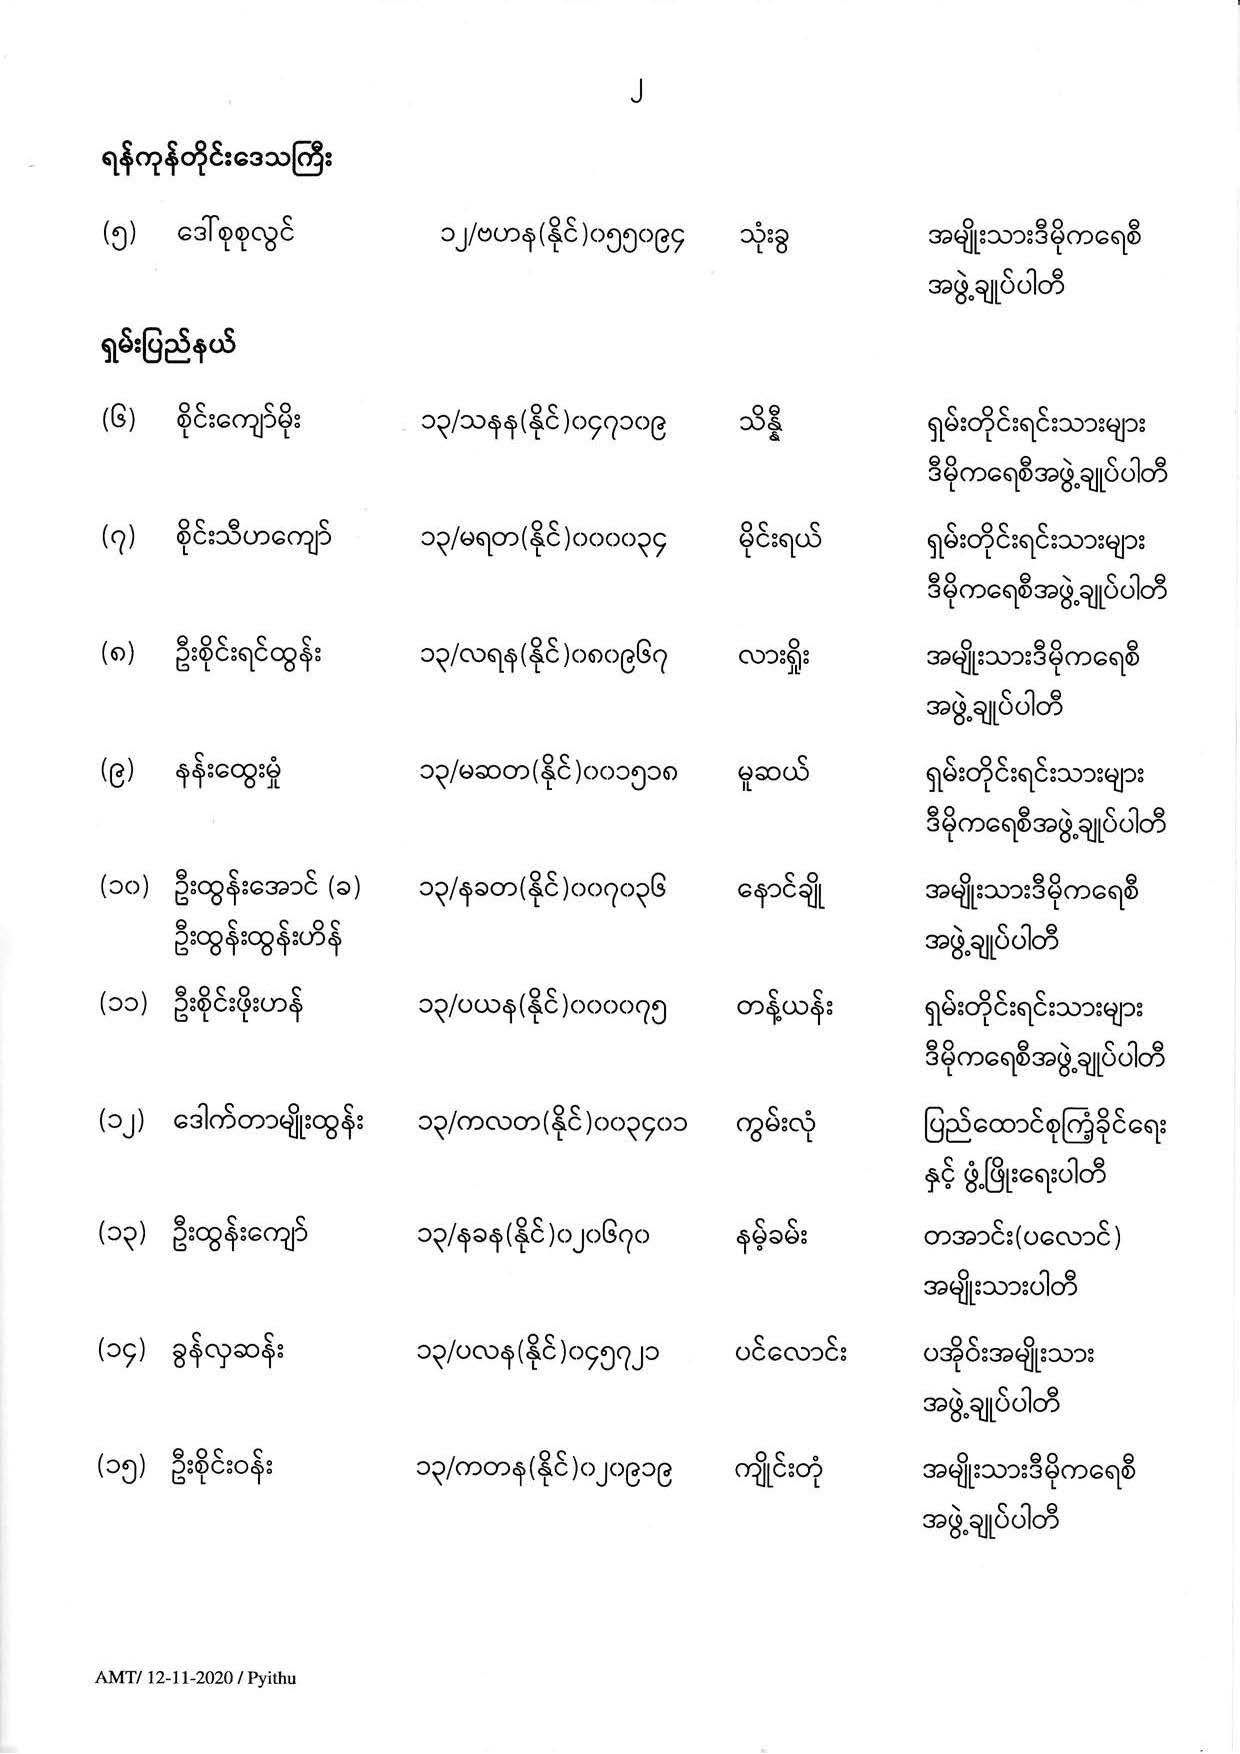 ၂
ရန်ကုန်တိုင်းဒေသကြီး
(၅) ဒေါ်စုစုလွင် ၁၂/ဗဟန(နိုင်)၀၅၅၀၉၄ သုံးခွ အမျိုးသားဒီမိုကရေစီ
အဖွဲ့ချုပ်ပါတီ
ရှမ်းပြည်နယ်
(၆) စိုင်းကျော်မိုး ၁၃/သနန(နိုင်)၀၄၇၁၀၉ သိန္နီ ရှမ်းတိုင်းရင်းသားများ
ဒီမိုကရေစီအဖွဲ့ချုပ်ပါတီ
(၇) စိုင်းသီဟကျော် ၁၃/မရတ(နိုင်)၀၀၀၀၃၄ မိုင်းရယ် ရှမ်းတိုင်းရင်းသားများ
ဒီမိုကရေစီအဖွဲ့ချုပ်ပါတီ
(၈) ဦးစိုင်းရင်ထွန်း ၁၃/လရန(နိုင်)၀၈၀၉၆၇ လားရှိုး အမျိုးသားဒီမိုကရေစီ
အဖွဲ့ချုပ်ပါတီ
(၉) နန်းထွေးမှုံ ၁၃/မဆတ(နိုင်)၀၀၁၅၁၈ မူဆယ် ရှမ်းတိုင်းရင်းသားများ
ဒီမိုကရေစီအဖွဲ့ချုပ်ပါတီ
(၁၀) ဦးထွန်းအောင် (ခ) ၁၃/နခတ(နိုင်)၀၀၇၀၃၆ နောင်ချို အမျိုးသားဒီမိုကရေစီ
ဦးထွန်းထွန်းဟိန် အဖွဲ့ချုပ်ပါတီ
(၁၁) ဦးစိုင်းဖိုးဟန် ၁၃/ပယန(နိုင်)၀၀၀၀၇၅ တန့်ယန်း ရှမ်းတိုင်းရင်းသားများ
ဒီမိုကရေစီအဖွဲ့ချုပ်ပါတီ
(၁၂) ဒေါက်တာမျိုးထွန်း ၁၃/ကလတ(နိုင်)၀၀၃၄၀၁ ကွမ်းလုံ ပြည်ထောင်စုကြံ့ခိုင်ရေး
နှင့် ဖွံ့ဖြိုးရေးပါတီ
(၁၃) ဦးထွန်းကျော် ၁၃/နခန(နိုင်)၀၂၀၆၇၀ နမ့်ခမ်း တအာင်း(ပလောင်)
အမျိုးသားပါတီ
(၁၄) ခွန်လှဆန်း ၁၃/ပလန(နိုင်)၀၄၅၇၂၁ ပင်လောင်း ပအိုဝ်းအမျိုးသား
အဖွဲ့ချုပ်ပါတီ
(၁၅) ဦးစိုင်းဝန်း ၁၃/ကတန(နိုင်)၀၂၀၉၁၉ ကျိုင်းတုံ အမျိုးသားဒီမိုကရေစီ
အဖွဲ့ချုပ်ပါတီ
AMT/ 12-11-2020 / Pyithu